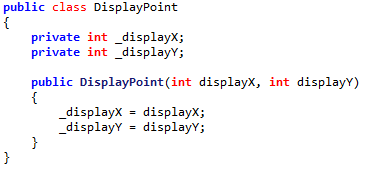 public class DisplayPoint
{
    private int _displayX;
    private int _displayY;

    public DisplayPoint(int displayX, int displayY)
    {
        _displayX = displayX;
        _displayY = displayY;
    }
}